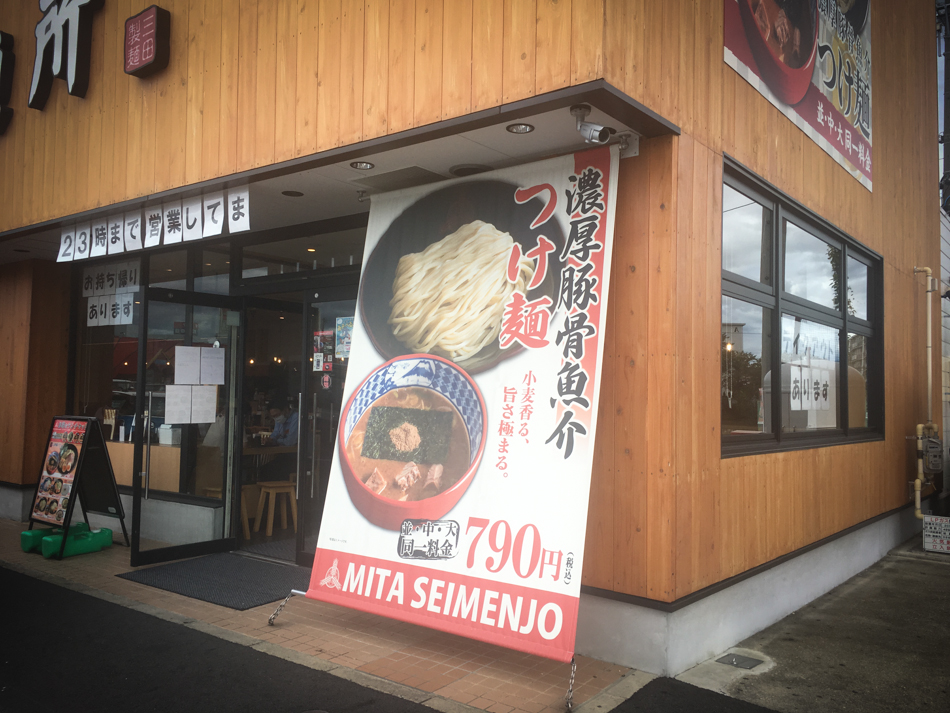 所
三田
製麺
23時まで営業してま
お持ち帰り
あります
濃厚豚骨魚介
つけ麺
小麦香る、
旨さ極まる。
並・中・大
同一料金
790円
(税込)
MITA SEIMENJO
つけ麺
並・中・大同一料金
あります